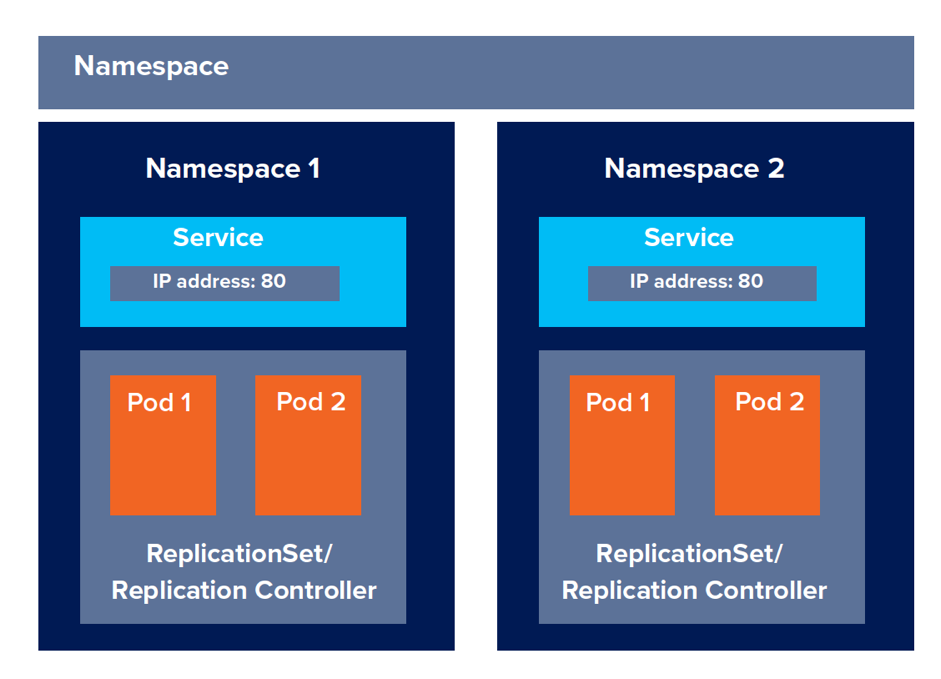 Namespace
Namespace 1
Service
IP address: 80
Pod 1
Pod 2
ReplicationSet/
Replication Controller
Namespace 2
Service
IP address: 80
Pod 1
Pod 2
ReplicationSet/
Replication Controller